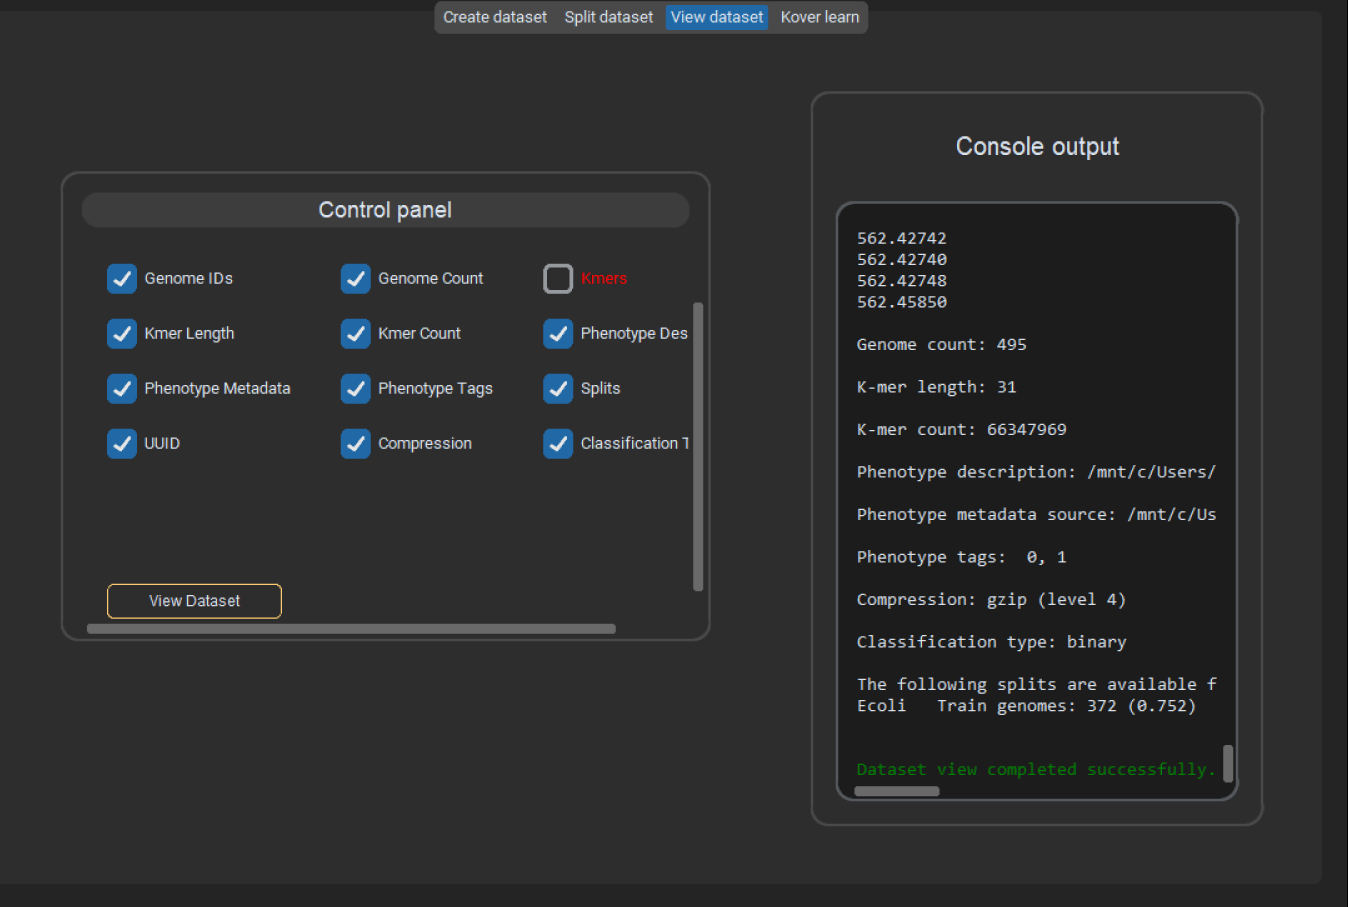 Create dataset Split dataset View dataset Kover learn
Control panel
Genome IDs Genome Count Kmers
Kmer Length Kmer Count Phenotype Des
Phenotype Metadata Phenotype Tags Splits
UUID Compression Classification T
View Dataset
Console output
562.42742
562.42740
562.42748
562.45850
Genome count: 495
K-mer length: 31
K-mer count: 66347969
Phenotype description: /mnt/c/Users/
Phenotype metadata source: /mnt/c/Us
Phenotype tags: 0, 1
Compression: gzip (level 4)
Classification type: binary
The following splits are available f
Ecoli Train genomes: 372 (0.752)
Dataset view completed successfully.